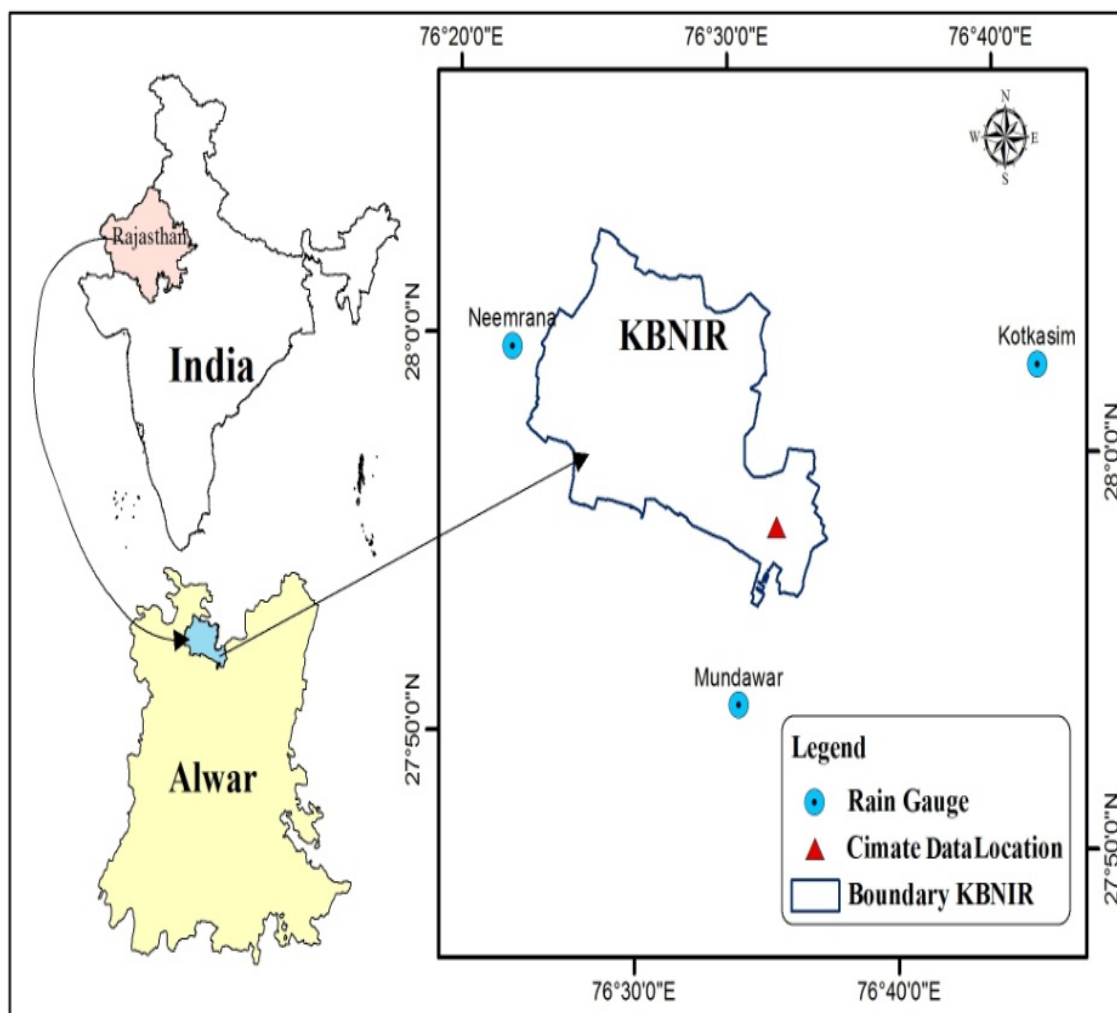 76°20'0"E
76°30'0"E
76°40'0"E
N
W
E
S
Rajasthan
India
Alwar
28°0'0"N
27°50'0"N
Neemrana
KBNIR
Kotkasim
Mundawar
28°0'0"N
27°50'0"N
Legend
Rain Gauge
Cimate Data Location
Boundary KBNIR
76°30'0"E
76°40'0"E